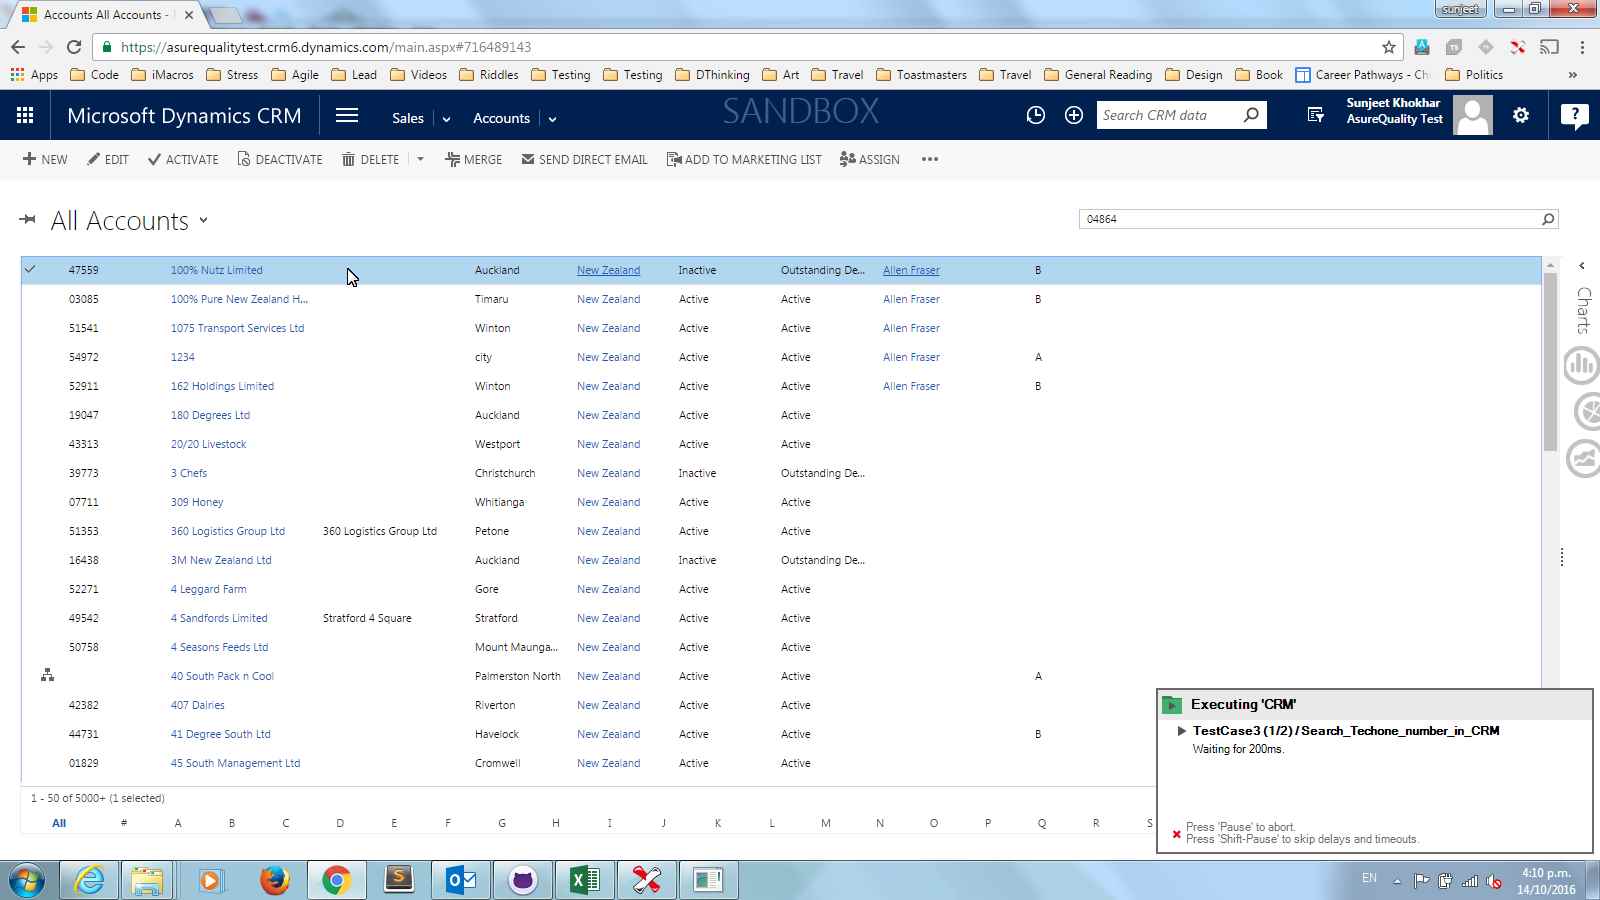 Accounts All Accounts -
sunjeet
https://asurequalitytest.crm6.dynamics.com/main.aspx#716489143
Apps Code iMacros Stress Agile Lead Videos Riddles Testing Testing DThinking Art Travel Toastmasters Travel General Reading Design Book Career Pathways - Ch Politics »
Microsoft Dynamics CRM Sales Accounts SANDBOX Search CRM data Sunjeet Khokhar
AsureQuality Test
NEW EDIT ACTIVATE DEACTIVATE DELETE MERGE SEND DIRECT EMAIL ADD TO MARKETING LIST ASSIGN •••
All Accounts 04864
47559 100% Nutz Limited Auckland New Zealand Inactive Outstanding De... Allen Fraser B
03085 100% Pure New Zealand H... Timaru New Zealand Active Active Allen Fraser B
51541 1075 Transport Services Ltd Winton New Zealand Active Active Allen Fraser
54972 1234 city New Zealand Active Active Allen Fraser A
52911 162 Holdings Limited Winton New Zealand Active Active Allen Fraser B
19047 180 Degrees Ltd Auckland New Zealand Active Active
43313 20/20 Livestock Westport New Zealand Active Active
39773 3 Chefs Christchurch New Zealand Inactive Outstanding De...
07711 309 Honey Whitianga New Zealand Active Active
51353 360 Logistics Group Ltd 360 Logistics Group Ltd Petone New Zealand Active Active
16438 3M New Zealand Ltd Auckland New Zealand Inactive Outstanding De...
52271 4 Leggard Farm Gore New Zealand Active Active
49542 4 Sandfords Limited Stratford 4 Square Stratford New Zealand Active Active
50758 4 Seasons Feeds Ltd Mount Maunga... New Zealand Active Active
40 South Pack n Cool Palmerston North New Zealand Active Active A
42382 407 Dairies Riverton New Zealand Active Active
44731 41 Degree South Ltd Havelock New Zealand Active Active B
01829 45 South Management Ltd Cromwell New Zealand Active Active
Charts
1 - 50 of 5000+ (1 selected)
All # A B C D E F G H I J K L M N O P Q R S
Executing 'CRM'
TestCase3 (1/2) / Search_Techone_number_in_CRM
Waiting for 200ms.
Press 'Pause' to abort.
Press 'Shift-Pause' to skip delays and timeouts.
EN
4:10 p.m.
14/10/2016